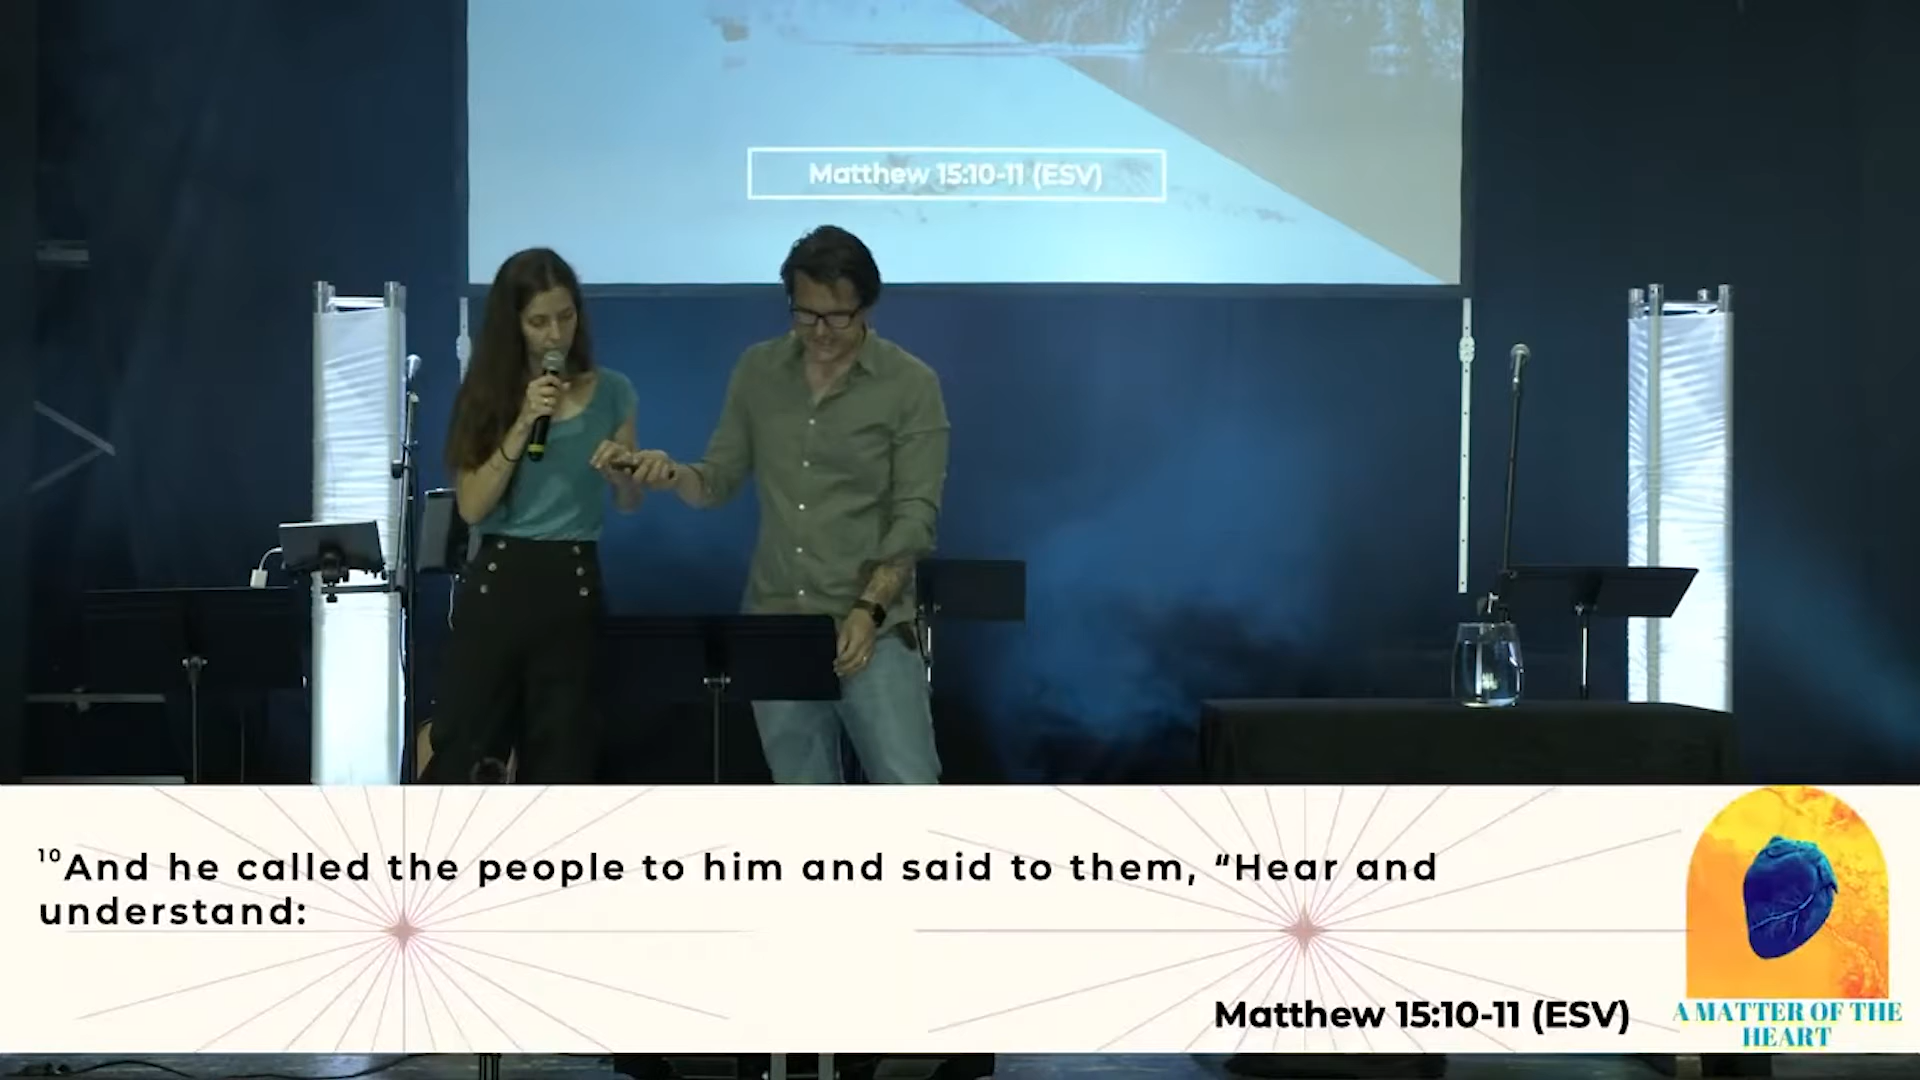 Matthew 15:10-11 (ESV)
¹⁰And he called the people to him and said to them, “Hear and
understand:
Matthew 15:10-11 (ESV)
A MATTER OF THE
HEART